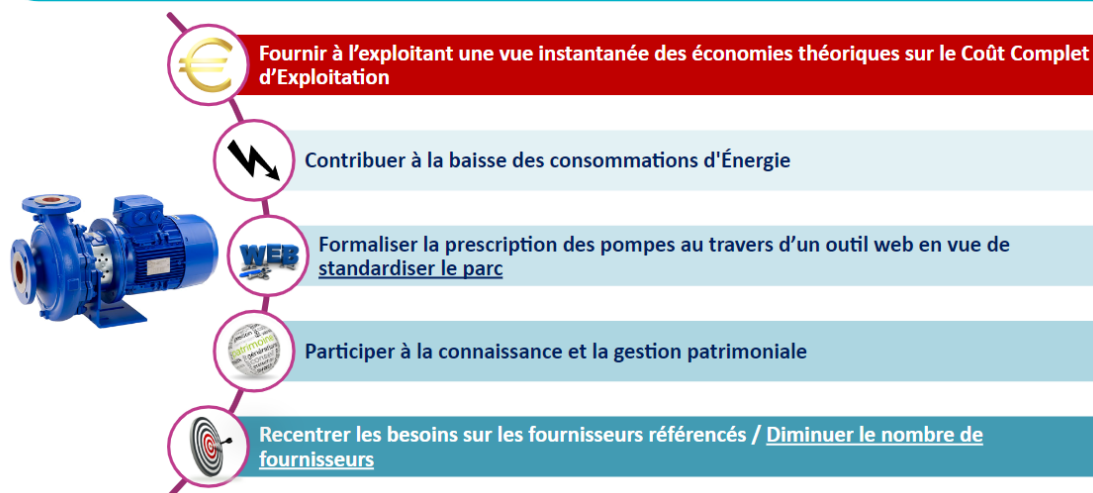 Fournir à l’exploitant une vue instantanée des économies théoriques sur le Coût Complet
d’Exploitation
Contribuer à la baisse des consommations d'Énergie
WEB
Formaliser la prescription des pompes au travers d’un outil web en vue de
standardiser le parc
patrimoine
Participer à la connaissance et la gestion patrimoniale
Recentrer les besoins sur les fournisseurs référencés / Diminuer le nombre de
fournisseurs